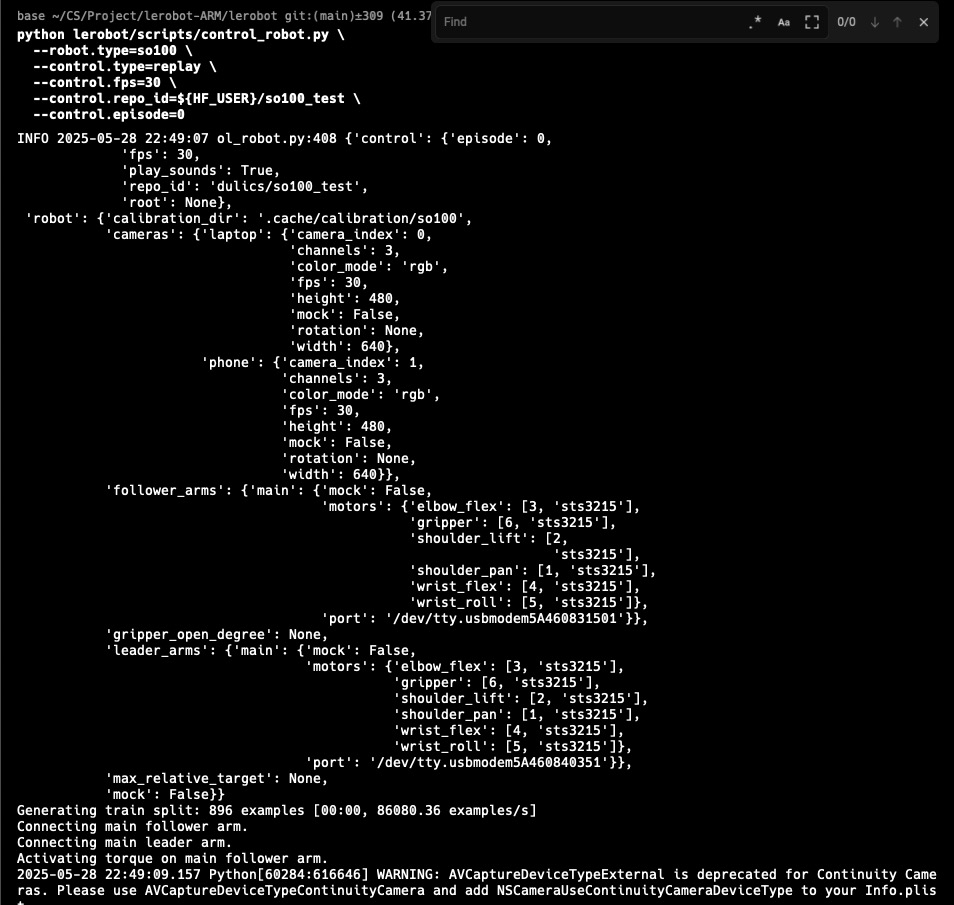 base ~/CS/Project/lerobot-ARM/lerobot git:(main)±309 (41.37
Find
.*
Aa
0/0
python lerobot/scripts/control_robot.py \
  --robot.type=so100 \
  --control.type=replay \
  --control.fps=30 \
  --control.repo_id=${HF_USER}/so100_test \
  --control.episode=0
INFO 2025-05-28 22:49:07 ol_robot.py:408 {'control': {'episode': 0,
             'fps': 30,
             'play_sounds': True,
             'repo_id': 'dulics/so100_test',
             'root': None},
 'robot': {'calibration_dir': '.cache/calibration/so100',
           'cameras': {'laptop': {'camera_index': 0,
                                  'channels': 3,
                                  'color_mode': 'rgb',
                                  'fps': 30,
                                  'height': 480,
                                  'mock': False,
                                  'rotation': None,
                                  'width': 640},
                       'phone': {'camera_index': 1,
                                 'channels': 3,
                                 'color_mode': 'rgb',
                                 'fps': 30,
                                 'height': 480,
                                 'mock': False,
                                 'rotation': None,
                                 'width': 640}},
           'follower_arms': {'main': {'mock': False,
                                      'motors': {'elbow_flex': [3, 'sts3215'],
                                                 'gripper': [6, 'sts3215'],
                                                 'shoulder_lift': [2,
                                                                   'sts3215'],
                                                 'shoulder_pan': [1, 'sts3215'],
                                                 'wrist_flex': [4, 'sts3215'],
                                                 'wrist_roll': [5, 'sts3215']},
                                      'port': '/dev/tty.usbmodem5A460831501'}},
           'gripper_open_degree': None,
           'leader_arms': {'main': {'mock': False,
                                    'motors': {'elbow_flex': [3, 'sts3215'],
                                               'gripper': [6, 'sts3215'],
                                               'shoulder_lift': [2, 'sts3215'],
                                               'shoulder_pan': [1, 'sts3215'],
                                               'wrist_flex': [4, 'sts3215'],
                                               'wrist_roll': [5, 'sts3215']},
                                    'port': '/dev/tty.usbmodem5A460840351'}},
           'max_relative_target': None,
           'mock': False}}
Generating train split: 896 examples [00:00, 86080.36 examples/s]
Connecting main follower arm.
Connecting main leader arm.
Activating torque on main follower arm.
2025-05-28 22:49:09.157 Python[60284:616646] WARNING: AVCaptureDeviceTypeExternal is deprecated for Continuity Came
ras. Please use AVCaptureDeviceTypeContinuityCamera and add NSCameraUseContinuityCameraDeviceType to your Info.plis